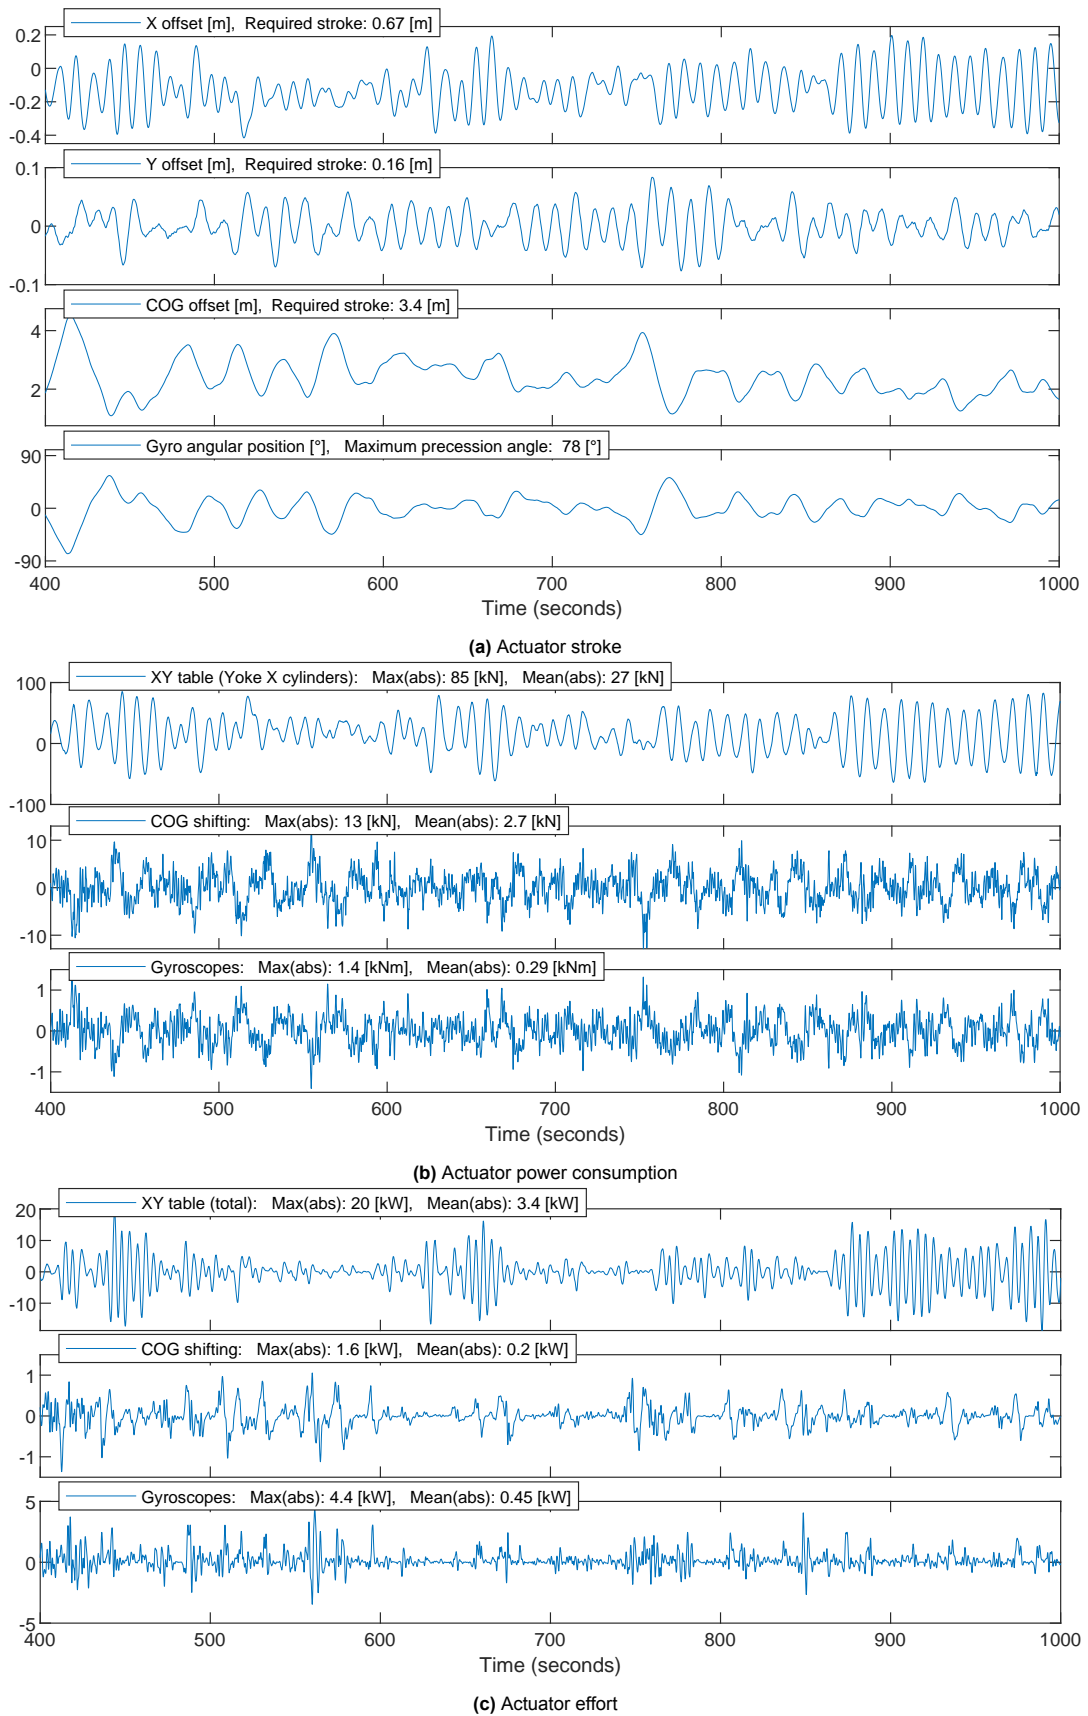 X offset [m],  Required stroke: 0.67 [m]
0.2
0
-0.2
-0.4
Y offset [m],  Required stroke: 0.16 [m]
0.1
0
-0.1
COG offset [m],  Required stroke: 3.4 [m]
4
2
Gyro angular position [°],  Maximum precession angle:  78 [°]
90
0
-90
400 500 600 700 800 900 1000
Time (seconds)
(a) Actuator stroke
XY table (Yoke X cylinders):  Max(abs): 85 [kN],  Mean(abs): 27 [kN]
100
0
-100
COG shifting:  Max(abs): 13 [kN],  Mean(abs): 2.7 [kN]
10
0
-10
Gyroscopes:  Max(abs): 1.4 [kNm],  Mean(abs): 0.29 [kNm]
1
0
-1
400 500 600 700 800 900 1000
Time (seconds)
(b) Actuator power consumption
XY table (total):  Max(abs): 20 [kW],  Mean(abs): 3.4 [kW]
20
10
0
-10
COG shifting:  Max(abs): 1.6 [kW],  Mean(abs): 0.2 [kW]
1
0
-1
Gyroscopes:  Max(abs): 4.4 [kW],  Mean(abs): 0.45 [kW]
5
0
-5
400 500 600 700 800 900 1000
Time (seconds)
(c) Actuator effort